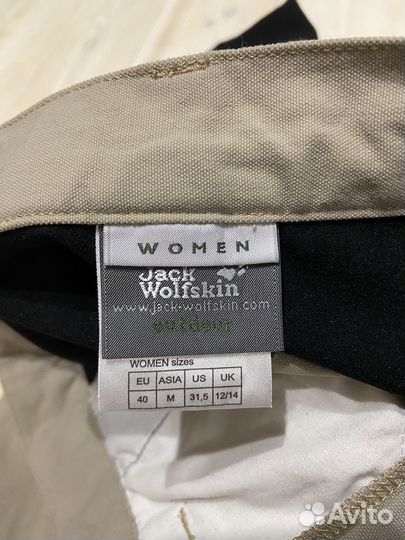 WOMEN
Jack
Wolfskin
www.jack-wolfskin.com
outdoor
WOMEN sizes
EU ASIA US UK
40 M 31,5 12/14
Avito